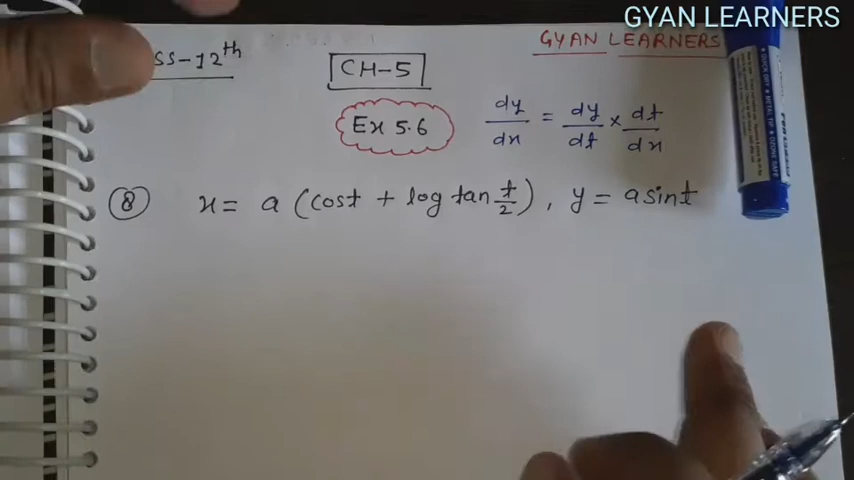 GYAN LEARNERS
SS-12th
CH-5
GYAN LEARNERS
Ex 5.6
dy/dx = dy/dt × dt/dx
⑧ x = a (cost + log tan t/2), y = a sint